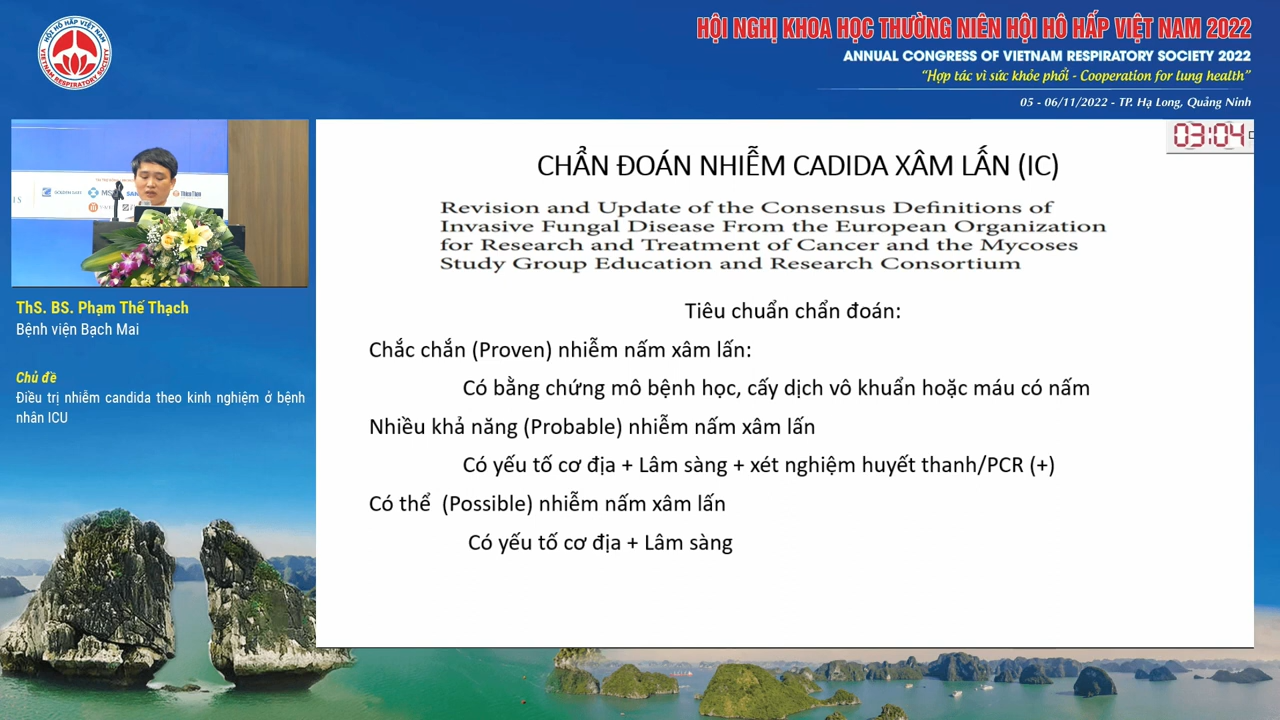 HỘI HÔ HẤP VIỆT NAM
VIETNAM RESPIRATORY SOCIETY
HỘI NGHỊ KHOA HỌC THƯỜNG NIÊN HỘI HÔ HẤP VIỆT NAM 2022
ANNUAL CONGRESS OF VIETNAM RESPIRATORY SOCIETY 2022
“Hợp tác vì sức khỏe phổi - Cooperation for lung health”
05 - 06/11/2022 - TP. Hạ Long, Quảng Ninh
ThS. BS. Phạm Thế Thạch
Bệnh viện Bạch Mai
Chủ đề
Điều trị nhiễm candida theo kinh nghiệm ở bệnh
nhân ICU
03:04
CHẨN ĐOÁN NHIỄM CADIDA XÂM LẤN (IC)
Revision and Update of the Consensus Definitions of
Invasive Fungal Disease From the European Organization
for Research and Treatment of Cancer and the Mycoses
Study Group Education and Research Consortium
Tiêu chuẩn chẩn đoán:
Chắc chắn (Proven) nhiễm nấm xâm lấn:
Có bằng chứng mô bệnh học, cấy dịch vô khuẩn hoặc máu có nấm
Nhiều khả năng (Probable) nhiễm nấm xâm lấn
Có yếu tố cơ địa + Lâm sàng + xét nghiệm huyết thanh/PCR (+)
Có thể (Possible) nhiễm nấm xâm lấn
Có yếu tố cơ địa + Lâm sàng